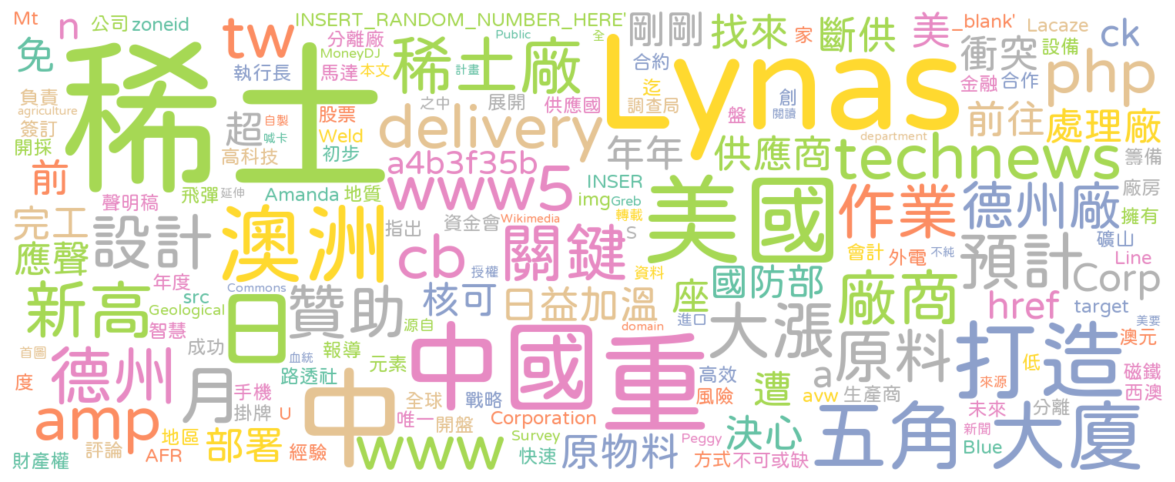 Mt 公司 zoneid INSERT_RANDOM_NUMBER_HERE' 剛剛 找來 斷供 家 美 _blank' Lacaze ck
n tw 分離廠 Public 全 設備
免 執行長 MoneyDJ 馬達 本文 稀土廠 計畫 合約 衝突 金融 合作 php
稀土 Lynas
負責 agriculture 之中 展開 供應國 迄 調查局 盤 創 閱讀
簽訂 開採 超 自製 喊卡 股票 Weld 初步 delivery 年年 供應商 department 前往 處理廠
高科技 a4b3f35b technews 籌備
前 聲明稿 飛彈 延伸 Amanda 地質 www5 INSER img Greb 美國 作業 德州廠 廠房 擁有
完工 設計 澳洲 指出 資金會 Wikimedia 轉載 S 關鍵 礦山
應聲 cb 會計 外電 不純 預計 Line
年度 src Commons 授權 資料 國防部 Corp
新高 Geological 日 贊助 核可 日益加溫 座 廠商 href target 美要
智慧 源自 domain 進口 大漲 打造 澳元
首圖 成功 血統 報導 元素 中國 重 原料 低 磁鐵
德州 月 中 a
度 手機 路透社 全球 戰略 高效 遭 生產商 來源 西澳
掛牌 U 唯一 開盤 Corporation 風險 avw 未來 分離
amp 地區 部署 www Survey Peggy 決心 五角大廈 新聞
評論 經驗 快速 原物料 方式 不可或缺 Blue
財產權 AFR